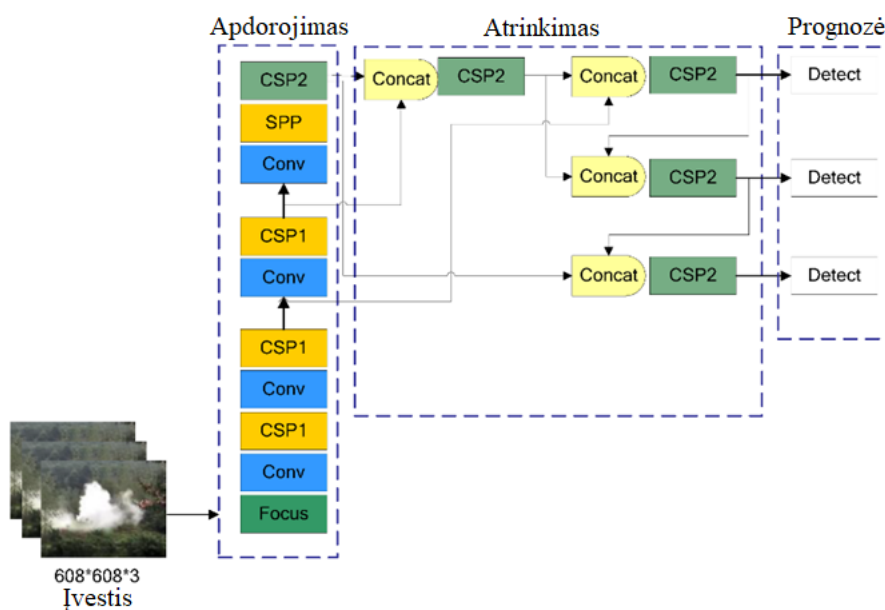 Apdorojimas
Atrinkimas
Prognozė
CSP2
SPP
Conv
CSP1
Conv
CSP1
Conv
CSP1
Conv
Focus
Concat
CSP2
Concat
CSP2
Detect
Concat
CSP2
Detect
Concat
CSP2
Detect
608*608*3
Įvestis